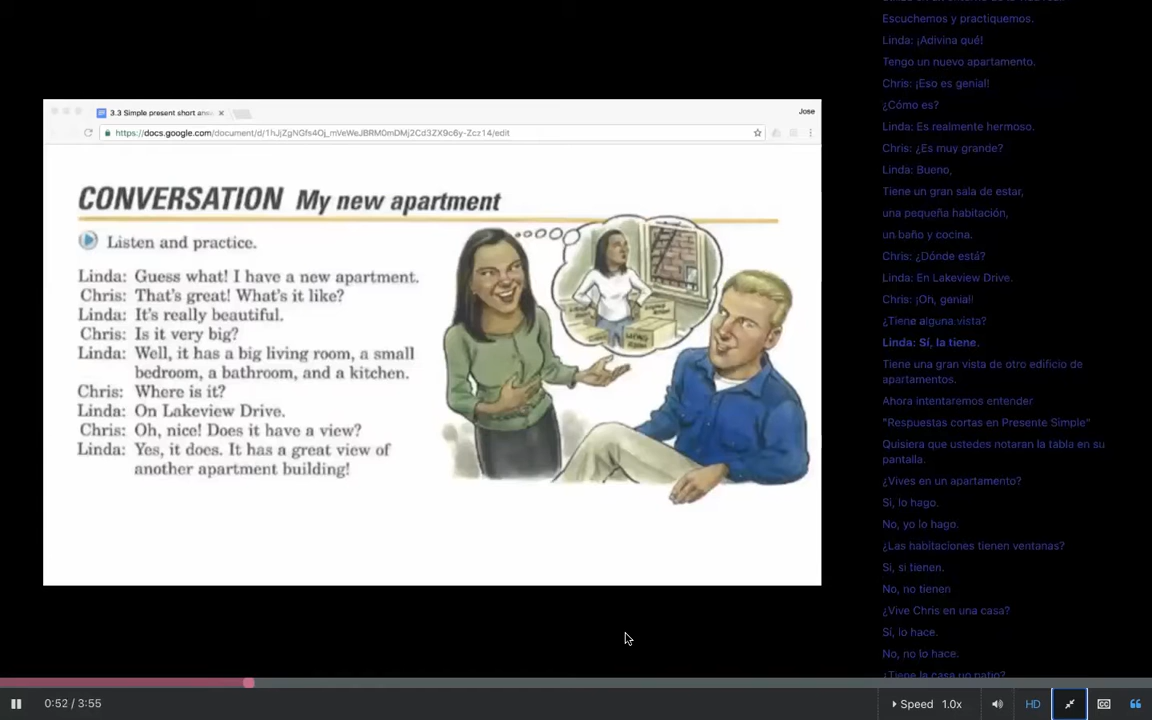 3.3 Simple present short ans
Jose
https://docs.google.com/document/d/1hJjZgNGfs4Oj_mVeWeJBRM0mDMj2Cd3ZX9c6y-Zcz14/edit
CONVERSATION My new apartment
Listen and practice.
Linda: Guess what! I have a new apartment.
Chris: That's great! What's it like?
Linda: It's really beautiful.
Chris: Is it very big?
Linda: Well, it has a big living room, a small
bedroom, a bathroom, and a kitchen.
Chris: Where is it?
Linda: On Lakeview Drive.
Chris: Oh, nice! Does it have a view?
Linda: Yes, it does. It has a great view of
another apartment building!
Escuchemos y practiquemos.
Linda: ¡Adivina qué!
Tengo un nuevo apartamento.
Chris: ¡Eso es genial!
¿Cómo es?
Linda: Es realmente hermoso.
Chris: ¿Es muy grande?
Linda: Bueno,
Tiene un gran sala de estar,
una pequeña habitación,
un baño y cocina.
Chris: ¿Dónde está?
Linda: En Lakeview Drive.
Chris: ¡Oh, genial!
¿Tiene alguna vista?
Linda: Sí, la tiene.
Tiene una gran vista de otro edificio de
apartamentos.
Ahora intentaremos entender
"Respuestas cortas en Presente Simple"
Quisiera que ustedes notaran la tabla en su
pantalla.
¿Vives en un apartamento?
Si, lo hago.
No, yo lo hago.
¿Las habitaciones tienen ventanas?
Si, si tienen.
No, no tienen
¿Vive Chris en una casa?
Sí, lo hace.
No, no lo hace.
¿Tiene la casa un patio?
0:52 / 3:55
Speed 1.0x
HD